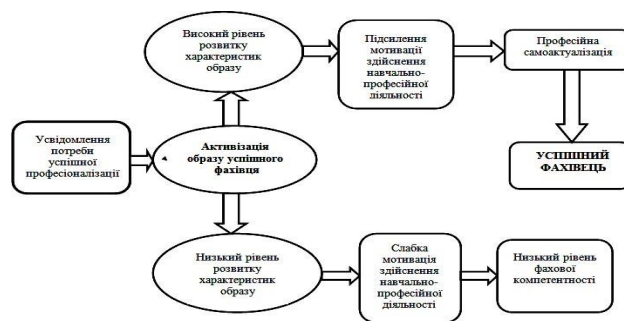 Високий рівень
розвитку
характеристик
образу
Підсилення
мотивації
здійснення
навчально-
професійної
діяльності
Професійна
самоактуалізація
Усвідомлення
потреби
успішної
професіоналізації
Активізація
образу успішного
фахівця
УСПІШНИЙ
ФАХІВЕЦЬ
Низький рівень
розвитку
характеристик
образу
Слабка
мотивація
здійснення
навчально-
професійної
діяльності
Низький рівень
фахової
компетентності